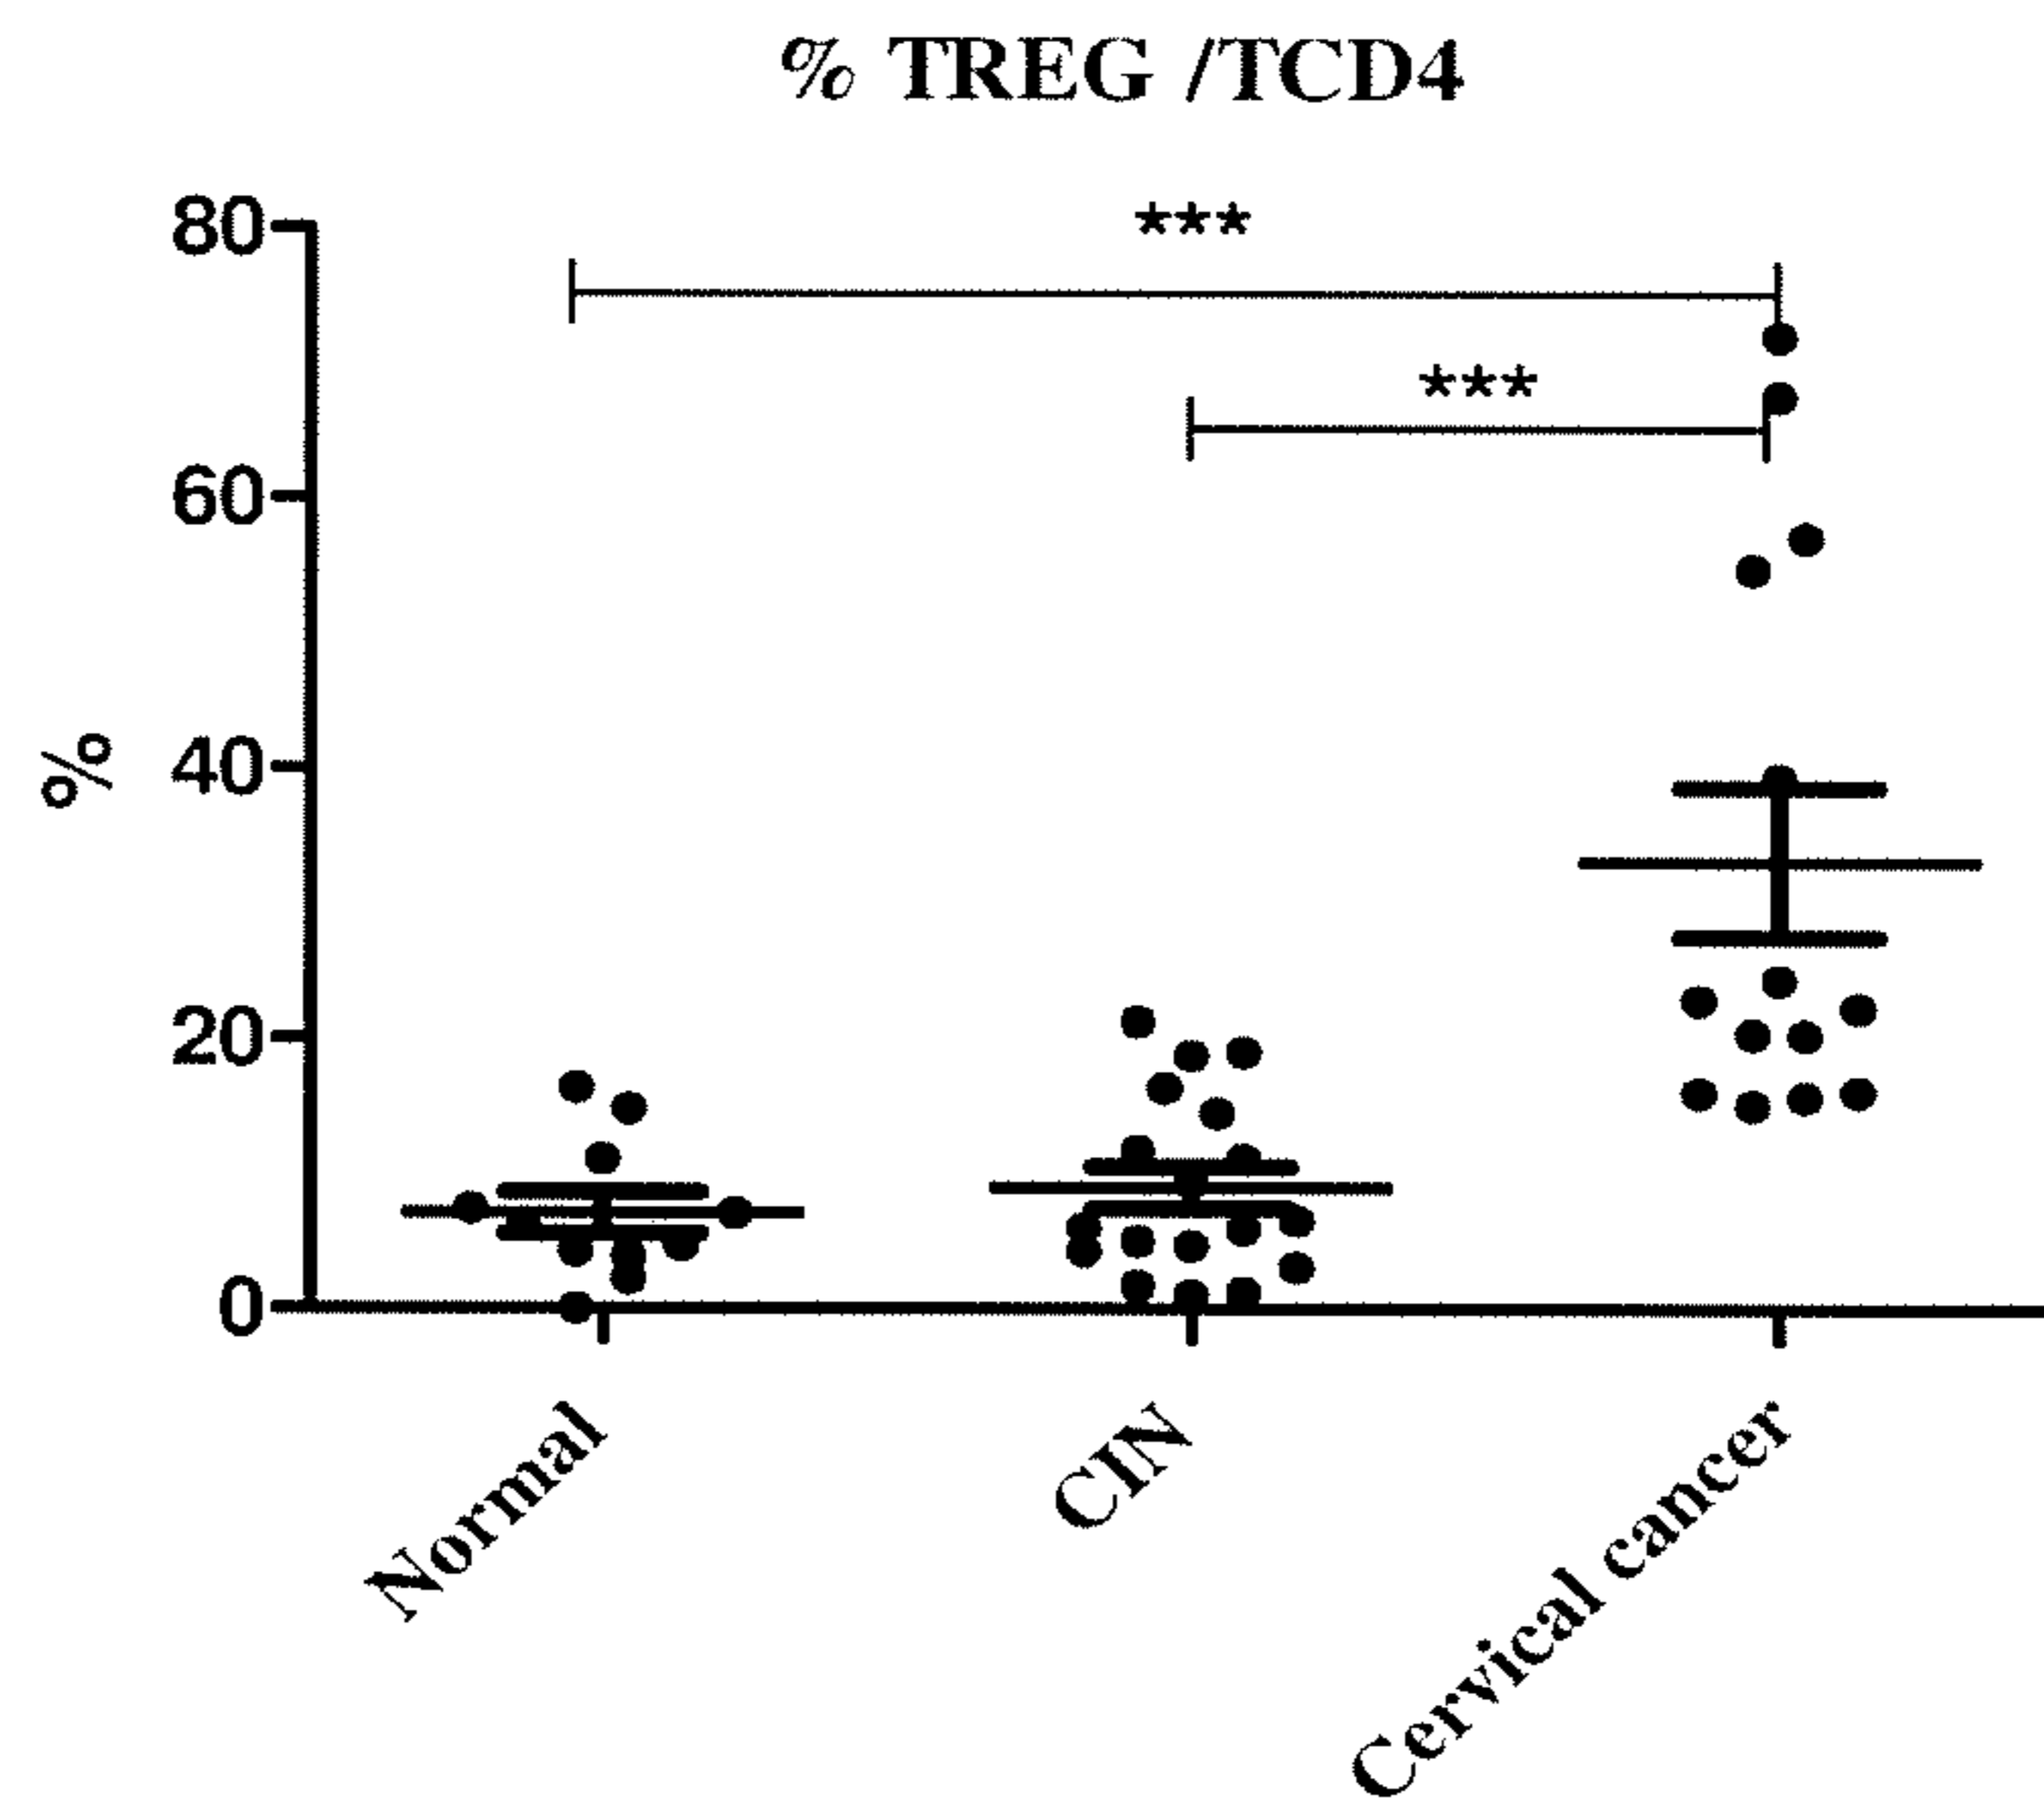 % TREG /TCD4
80
***
***
60
%
40
20
0
Normal
CIN
Cervical cancer